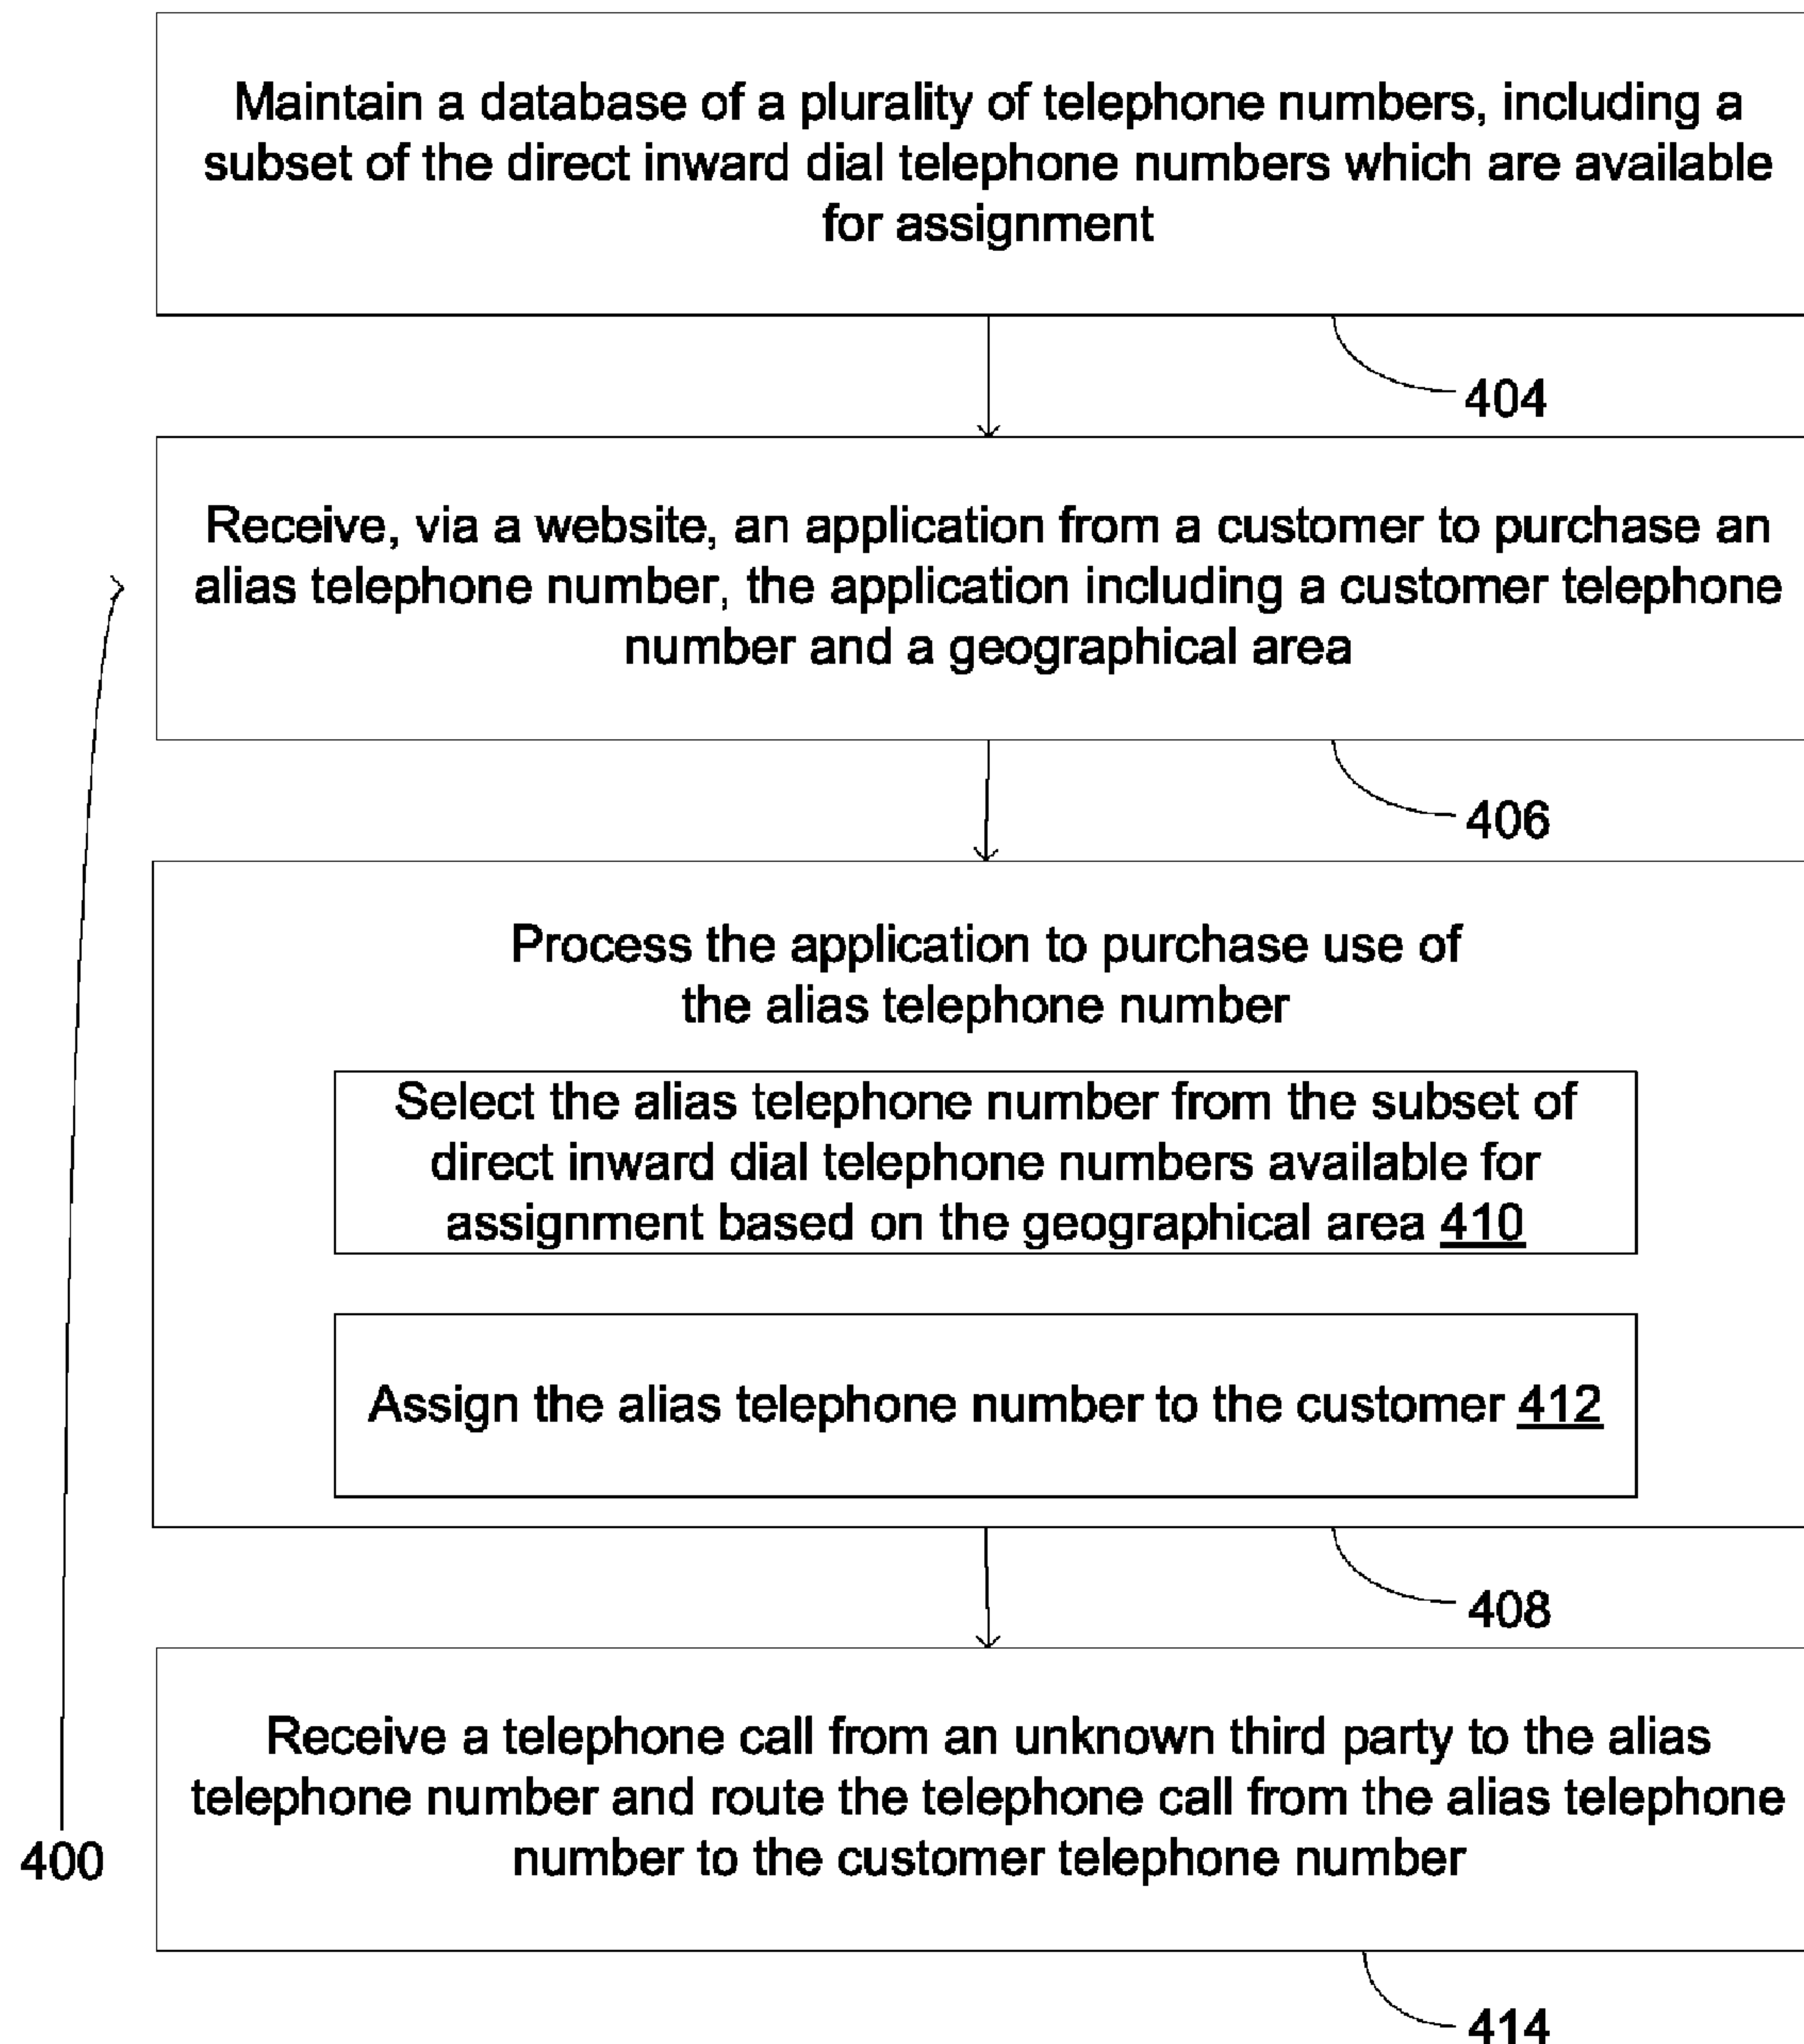 Maintain a database of a plurality of telephone numbers, including a
subset of the direct inward dial telephone numbers which are available
for assignment
404
Receive, via a website, an application from a customer to purchase an
alias telephone number, the application including a customer telephone
number and a geographical area
406
Process the application to purchase use of
the alias telephone number
Select the alias telephone number from the subset of
direct inward dial telephone numbers available for
assignment based on the geographical area 410
Assign the alias telephone number to the customer 412
408
Receive a telephone call from an unknown third party to the alias
telephone number and route the telephone call from the alias telephone
number to the customer telephone number
400
414